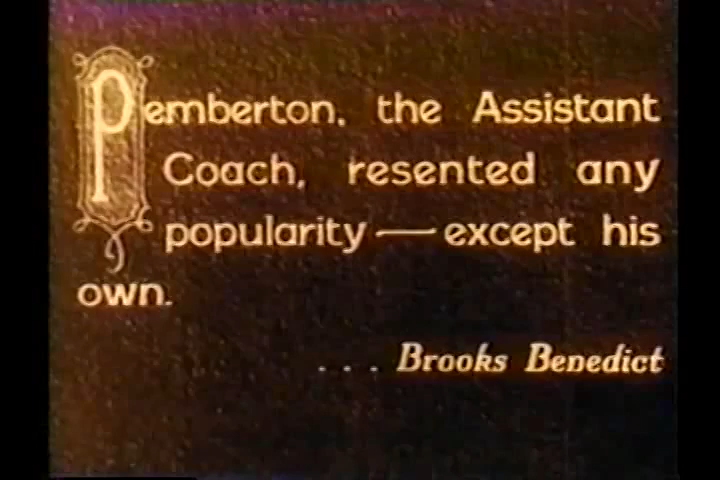 Pemberton, the Assistant
Coach, resented any
popularity — except his
own.
. . . Brooks Benedict